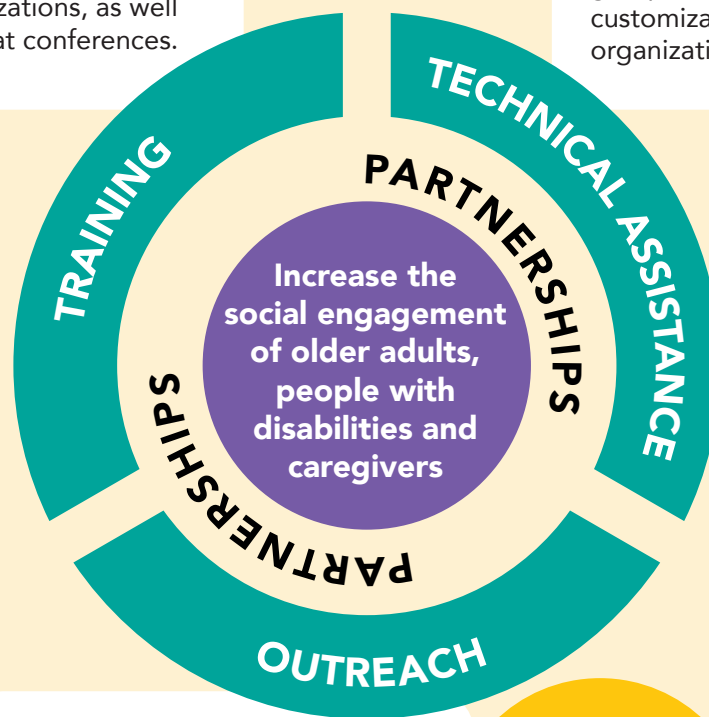 zations, as well
at conferences.
customiza
organizati
TRAINING
TECHNICAL ASSISTANCE
PARTNERSHIPS
Increase the
social engagement
of older adults,
people with
disabilities and
caregivers
PARTNERSHIPS
OUTREACH